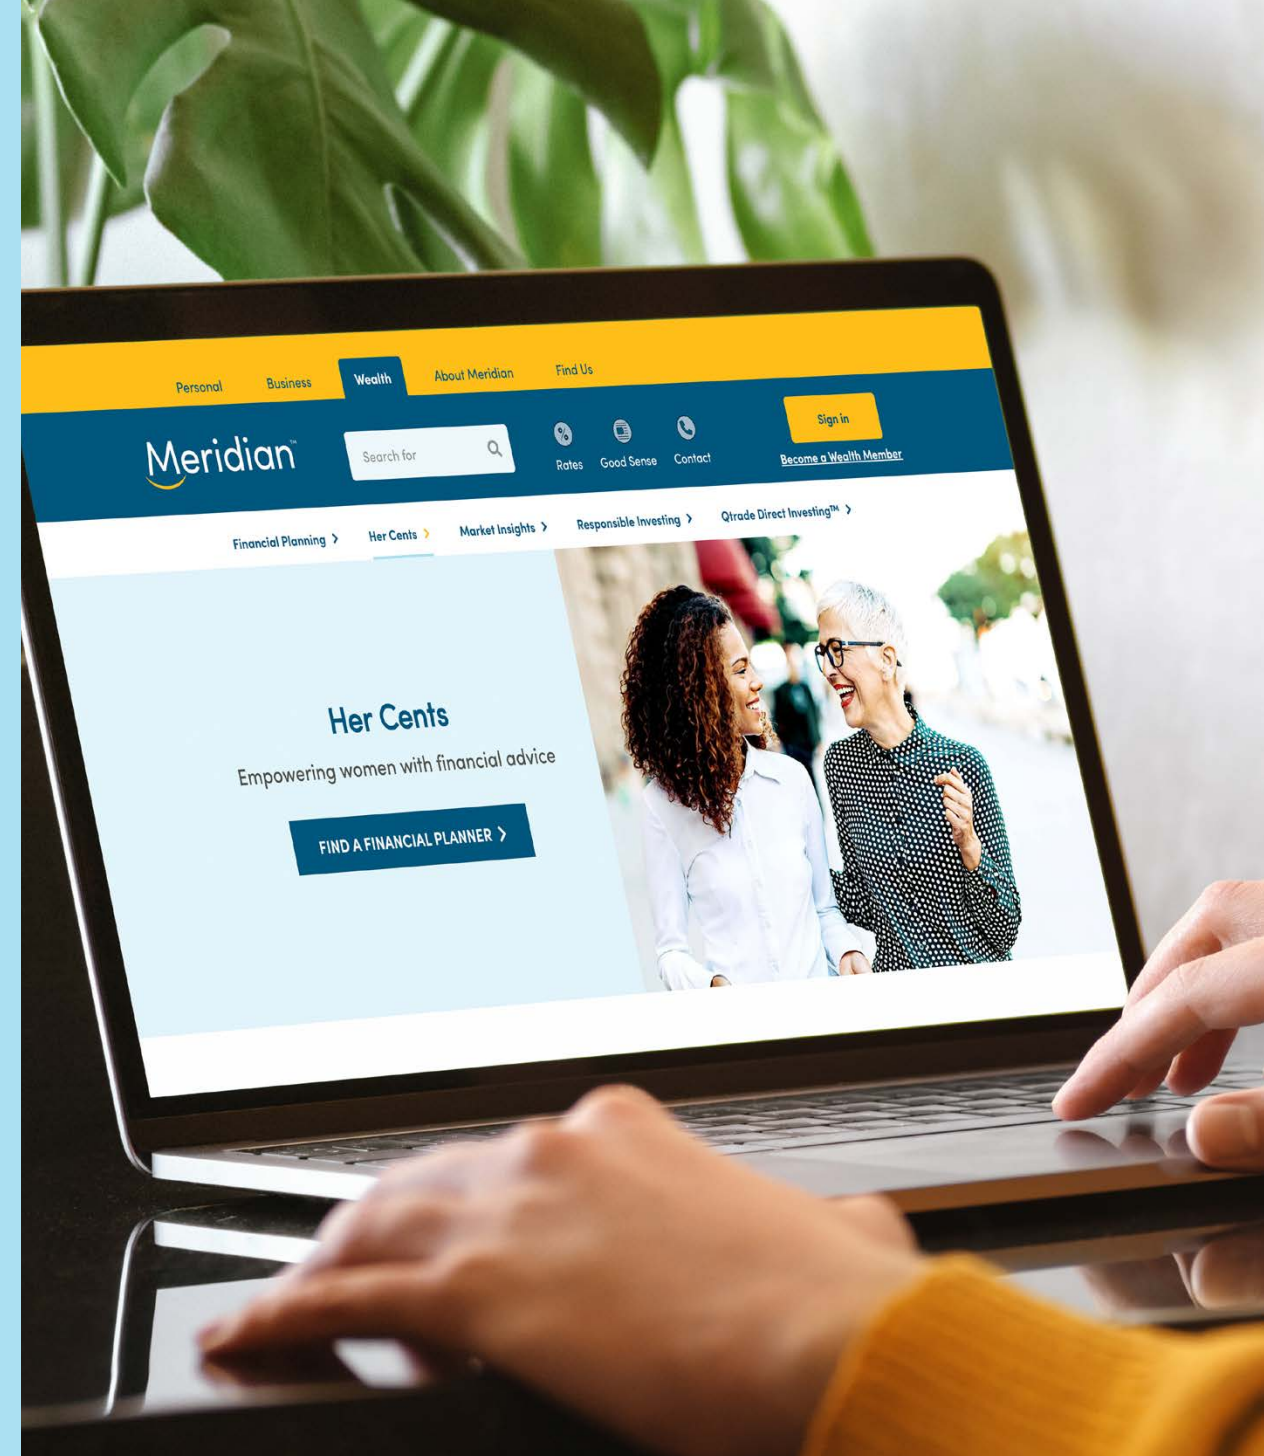 Personal Business Wealth About Meridian Find Us
Meridian™
Search for
Rates Good Sense Contact
Sign in
Become a Wealth Member
Financial Planning > Her Cents > Market Insights > Responsible Investing > Qtrade Direct Investing™ >
Her Cents
Empowering women with financial advice
FIND A FINANCIAL PLANNER >